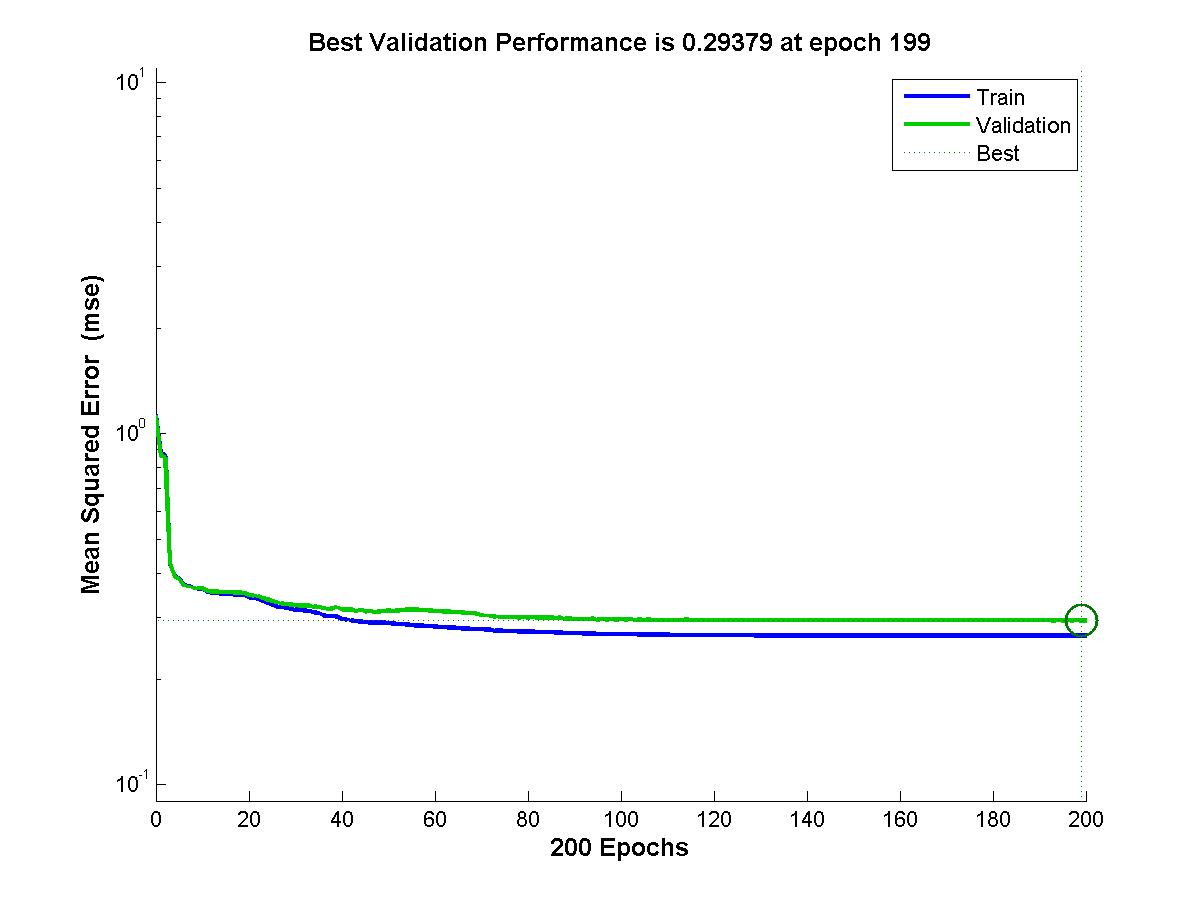 Best Validation Performance is 0.29379 at epoch 199
10^1
Train
Validation
Best
Mean Squared Error (mse)
10^0
10^-1
0 20 40 60 80 100 120 140 160 180 200
200 Epochs